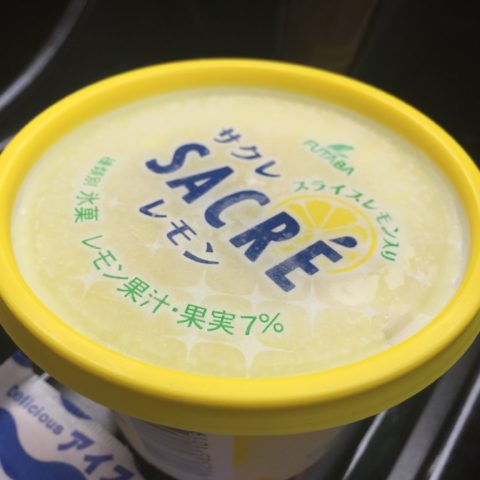 FUTABA
サクレ
スライスレモン入り
SACRÉ
レモン
種類別 氷菓 レモン果汁・果実7%
Delicious
アイス